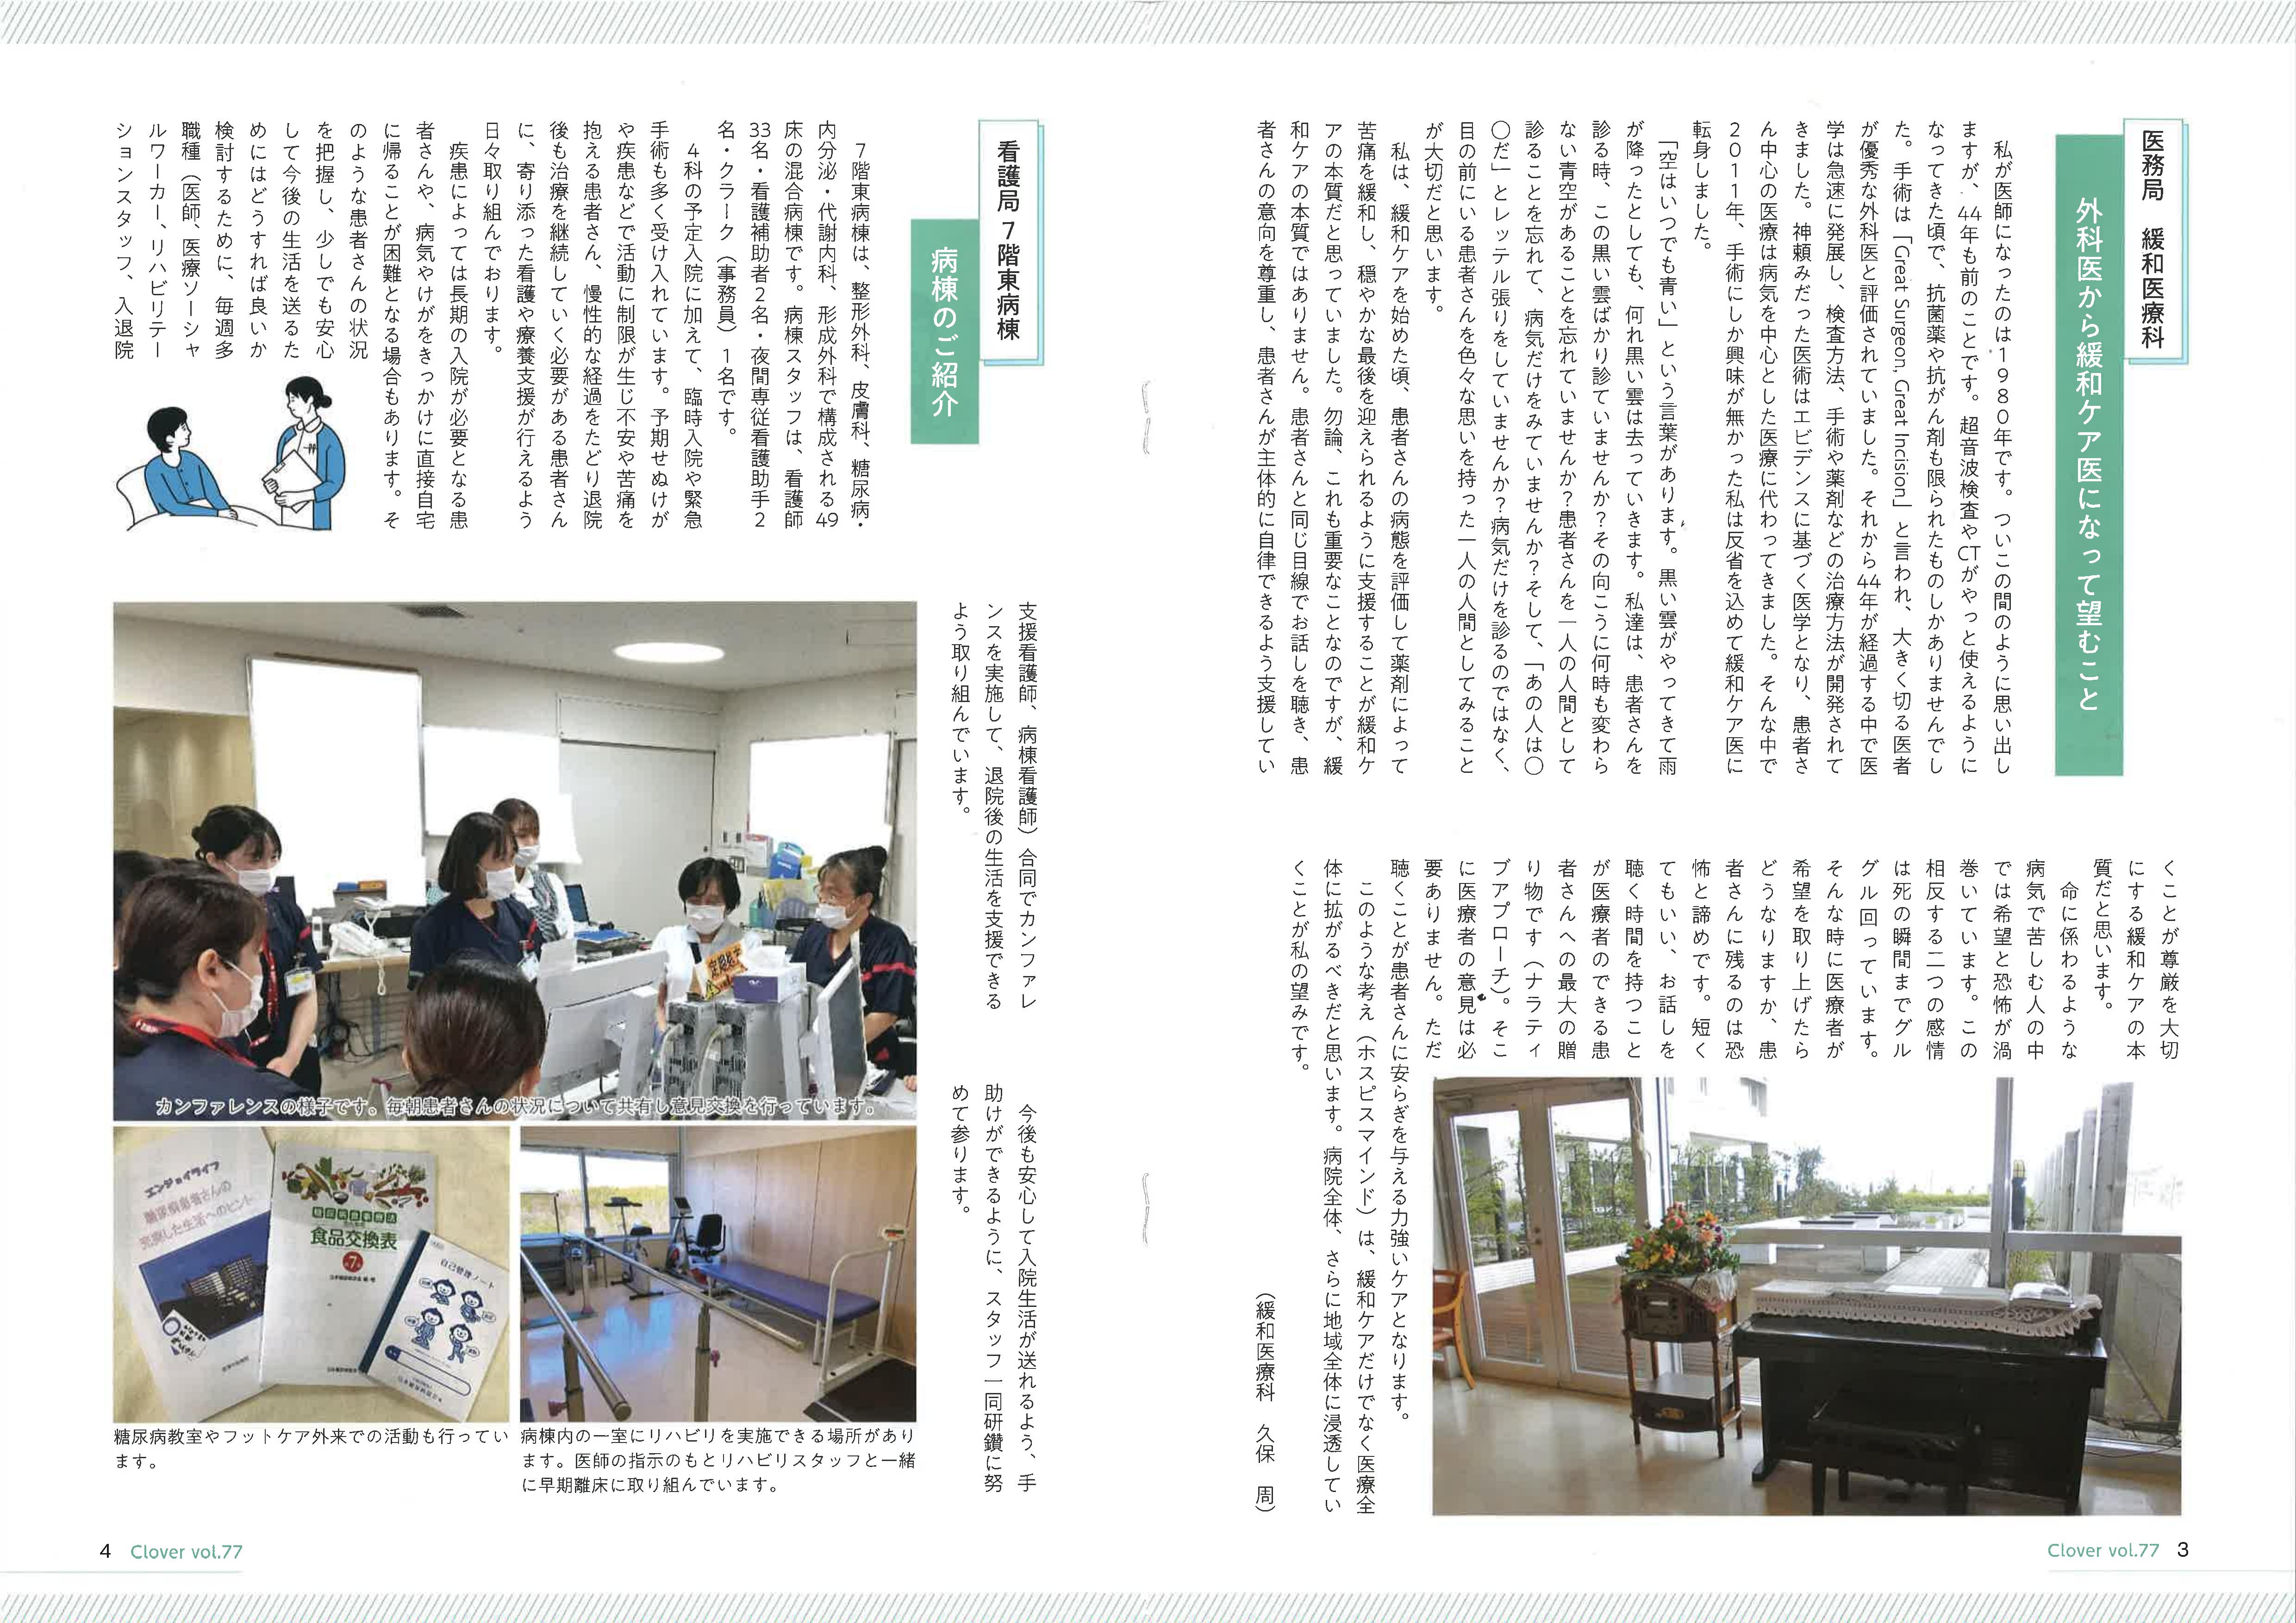 医務局　緩和医療科
外科医から緩和ケア医になって望むこと
　私が医師になったのは１９８０年です。ついこの間のように思い出し
ますが、44年も前のことです。超音波検査やCTがやっと使えるように
なってきた頃で、抗菌薬や抗がん剤も限られたものしかありませんでし
た。手術は「Great Surgeon, Great Incision」と言われ、大きく切る医者
が優秀な外科医と評価されていました。それから44年が経過する中で医
学は急速に発展し、検査方法、手術や薬剤などの治療方法が開発されて
きました。神頼みだった医術はエビデンスに基づく医学となり、患者さ
ん中心の医療は病気を中心とした医療に代わってきました。そんな中で
２０１１年、手術にしか興味が無かった私は反省を込めて緩和ケア医に
転身しました。
　「空はいつでも青い」という言葉があります。黒い雲がやってきて雨
が降ったとしても、何れ黒い雲は去っていきます。私達は、患者さんを
診る時、この黒い雲ばかり診ていませんか？その向こうに何時も変わら
ない青空があることを忘れていませんか？患者さんを一人の人間として
診ることを忘れて、病気だけをみていませんか？そして、「あの人は〇
〇だ」とレッテル張りをしていませんか？病気だけを診るのではなく、
目の前にいる患者さんを色々な思いを持った一人の人間としてみること
が大切だと思います。
　私は、緩和ケアを始めた頃、患者さんの病態を評価して薬剤によって
苦痛を緩和し、穏やかな最後を迎えられるように支援することが緩和ケ
アの本質だと思っていました。勿論、これも重要なことなのですが、緩
和ケアの本質ではありません。患者さんと同じ目線でお話しを聴き、患
者さんの意向を尊重し、患者さんが主体的に自律できるよう支援してい
くことが尊厳を大切
にする緩和ケアの本
質だと思います。
　命に係わるような
病気で苦しむ人の中
では希望と恐怖が渦
巻いています。この
相反する二つの感情
は死の瞬間までグル
グル回っています。
そんな時に医療者が
希望を取り上げたら
どうなりますか、患
者さんに残るのは恐
怖と諦めです。短く
てもいい、お話しを
聴く時間を持つこと
が医療者のできる患
者さんへの最大の贈
り物です（ナラティ
ブアプローチ）。そこ
に医療者の意見は必
要ありません。ただ
聴くことが患者さんに安らぎを与える力強いケアとなります。
　このような考え（ホスピスマインド）は、緩和ケアだけでなく医療全
体に拡がるべきだと思います。病院全体、さらに地域全体に浸透してい
くことが私の望みです。
（緩和医療科　久保　周）
Clover vol.77　3
看護局７階東病棟
病棟のご紹介
　７階東病棟は、整形外科、皮膚科、糖尿病・
内分泌・代謝内科、形成外科で構成される49
床の混合病棟です。病棟スタッフは、看護師
33名・看護補助者２名・夜間専従看護助手２
名・クラーク（事務員）１名です。
　４科の予定入院に加えて、臨時入院や緊急
手術も多く受け入れています。予期せぬけが
や疾患などで活動に制限が生じ不安や苦痛を
抱える患者さん、慢性的な経過をたどり退院
後も治療を継続していく必要がある患者さん
に、寄り添った看護や療養支援が行えるよう
日々取り組んでおります。
　疾患によっては長期の入院が必要となる患
者さんや、病気やけがをきっかけに直接自宅
に帰ることが困難となる場合もあります。そ
のような患者さんの状況
を把握し、少しでも安心
して今後の生活を送るた
めにはどうすれば良いか
検討するために、毎週多
職種（医師、医療ソーシャ
ルワーカー、リハビリテー
ションスタッフ、入退院
支援看護師、病棟看護師）合同でカンファレ
ンスを実施して、退院後の生活を支援できる
よう取り組んでいます。
　今後も安心して入院生活が送れるよう、手
助けができるように、スタッフ一同研鑽に努
めて参ります。
カンファレンスの様子です。毎朝患者さんの状況について共有し意見交換を行っています。
エンジョイライフ
糖尿病患者さんの
充実した生活へのヒント
糖尿病食事療法
食品交換表
第7版
自己管理ノート
糖尿病教室やフットケア外来での活動も行ってい
ます。
病棟内の一室にリハビリを実施できる場所があり
ます。医師の指示のもとリハビリスタッフと一緒
に早期離床に取り組んでいます。
4　Clover vol.77